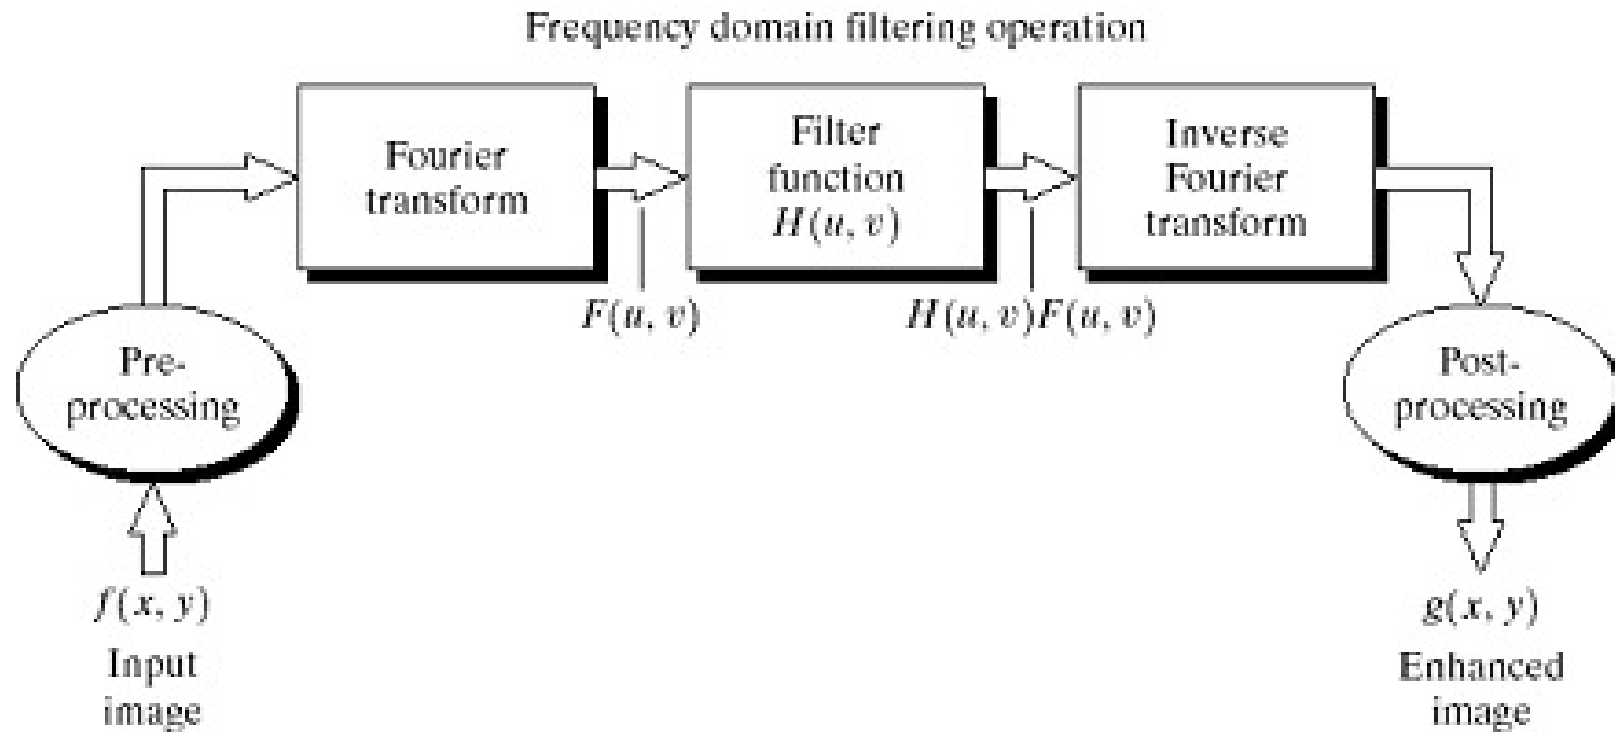 Frequency domain filtering operation
Fourier
transform
Filter
function
H(u, v)
Inverse
Fourier
transform
F(u, v)
H(u, v)F(u, v)
Pre-
processing
Post-
processing
f(x, y)
Input
image
g(x, y)
Enhanced
image